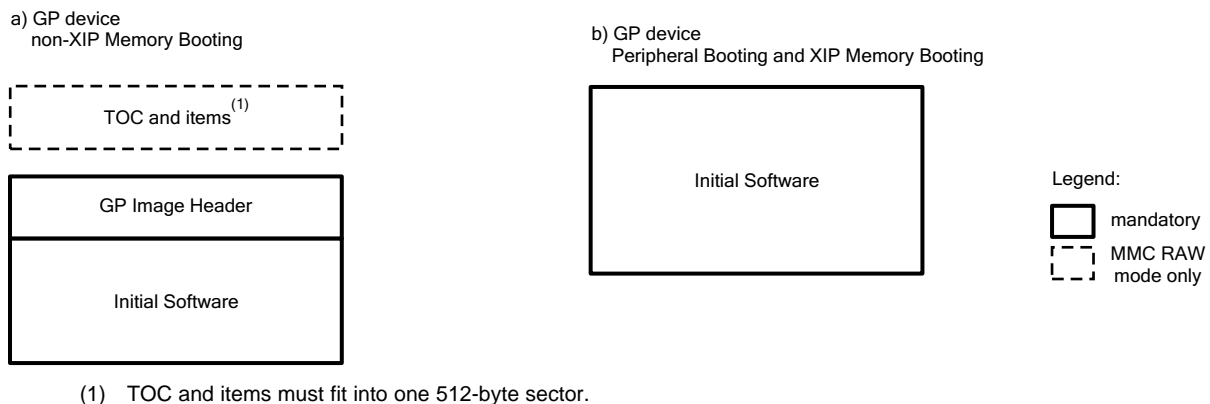 a) GP device
non-XIP Memory Booting
TOC and items(1)
GP Image Header
Initial Software
b) GP device
Peripheral Booting and XIP Memory Booting
Initial Software
Legend:
mandatory
MMC RAW
mode only
(1) TOC and items must fit into one 512-byte sector.